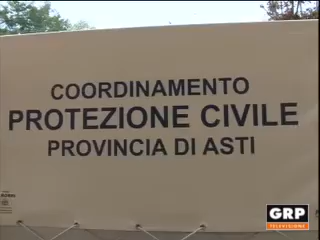 COORDINAMENTO
PROTEZIONE CIVILE
PROVINCIA DI ASTI
GRP
TELEVISIONE